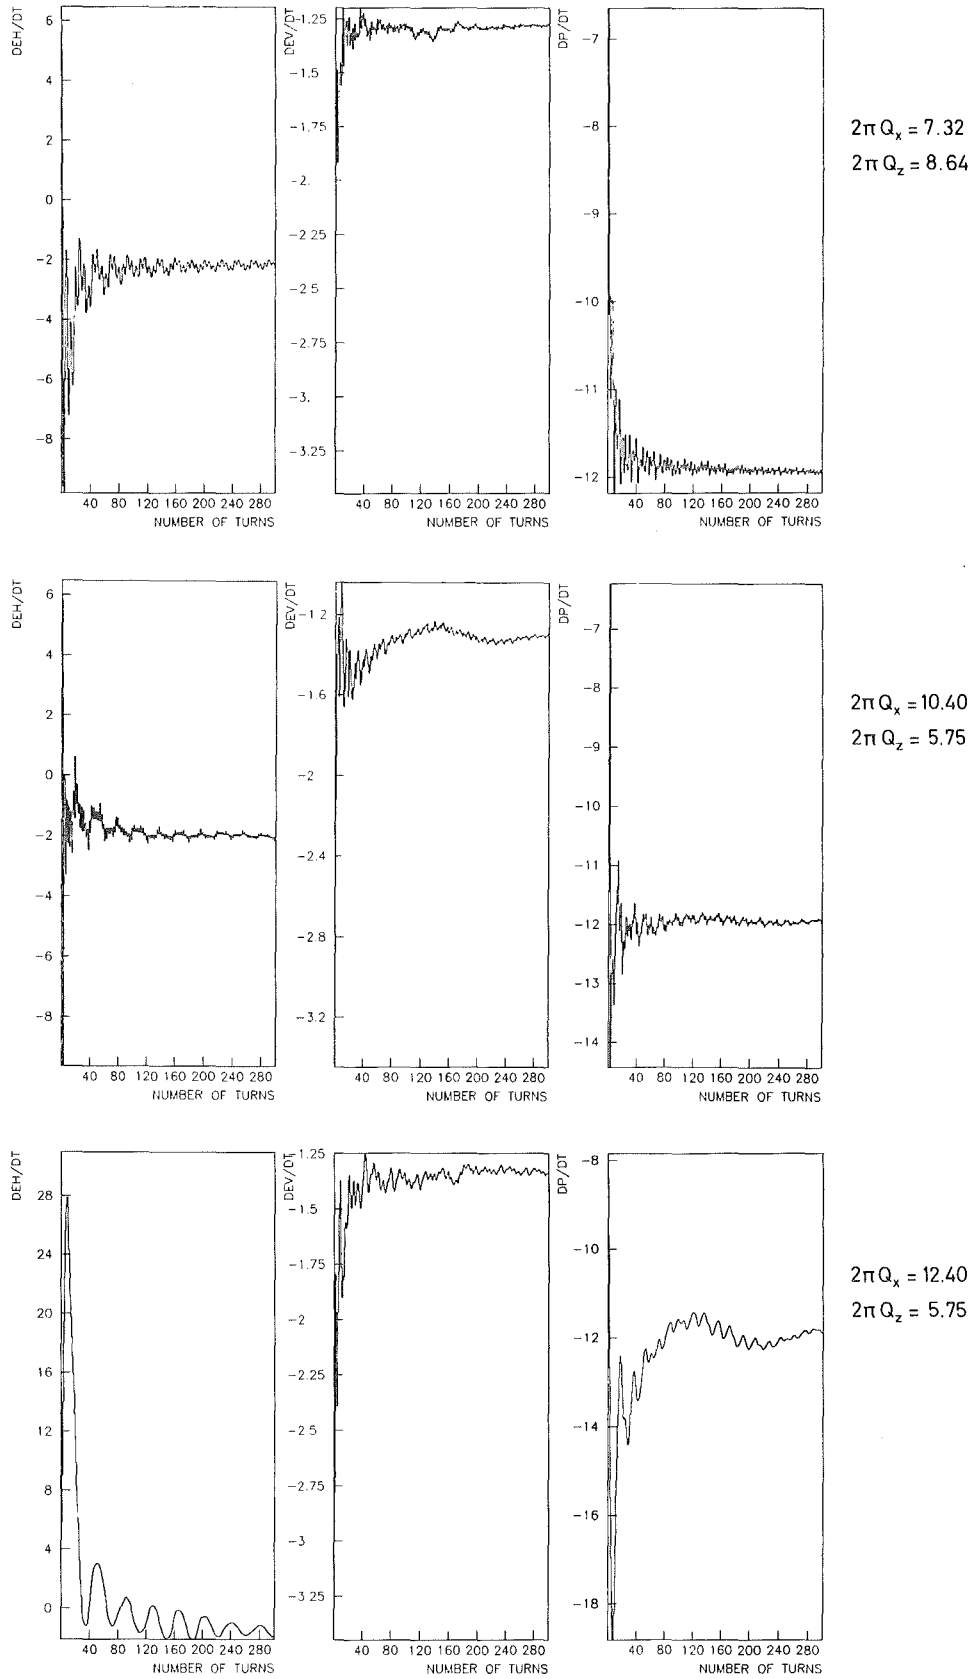 DEH/DT
6
4
2
0
−2
−4
−6
−8
40 80 120 160 200 240 280
NUMBER OF TURNS
DEV/DT
−1.25
−1.5
−1.75
−2.
−2.25
−2.5
−2.75
−3.
−3.25
40 80 120 160 200 240 280
NUMBER OF TURNS
DP/DT
−7
−8
−9
−10
−11
−12
40 80 120 160 200 240 280
NUMBER OF TURNS
2π Qx = 7.32
2π Qz = 8.64
DEH/DT
6
4
2
0
−2
−4
−6
−8
40 80 120 160 200 240 280
NUMBER OF TURNS
DEV/DT
−1.2
−1.6
−2
−2.4
−2.8
−3.2
40 80 120 160 200 240 280
NUMBER OF TURNS
DP/DT
−7
−8
−9
−10
−11
−12
−13
−14
40 80 120 160 200 240 280
NUMBER OF TURNS
2π Qx = 10.40
2π Qz = 5.75
DEH/DT
28
24
20
16
12
8
4
0
40 80 120 160 200 240 280
NUMBER OF TURNS
DEV/DT
−1.25
−1.5
−1.75
−2
−2.25
−2.5
−2.75
−3
−3.25
40 80 120 160 200 240 280
NUMBER OF TURNS
DP/DT
−8
−10
−12
−14
−16
−18
40 80 120 160 200 240 280
NUMBER OF TURNS
2π Qx = 12.40
2π Qz = 5.75